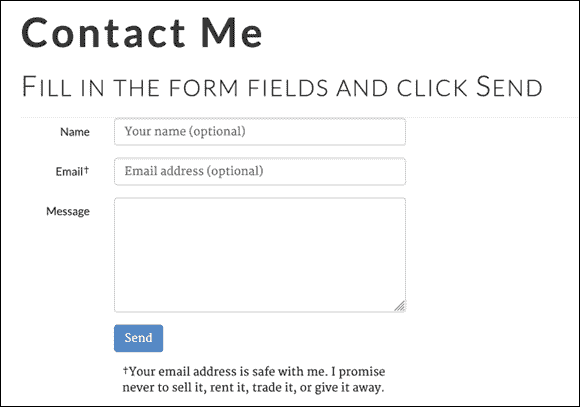 Contact Me
Fill in the form fields and click Send
Name
Your name (optional)
Email†
Email address (optional)
Message
Send
†Your email address is safe with me. I promise
never to sell it, rent it, trade it, or give it away.